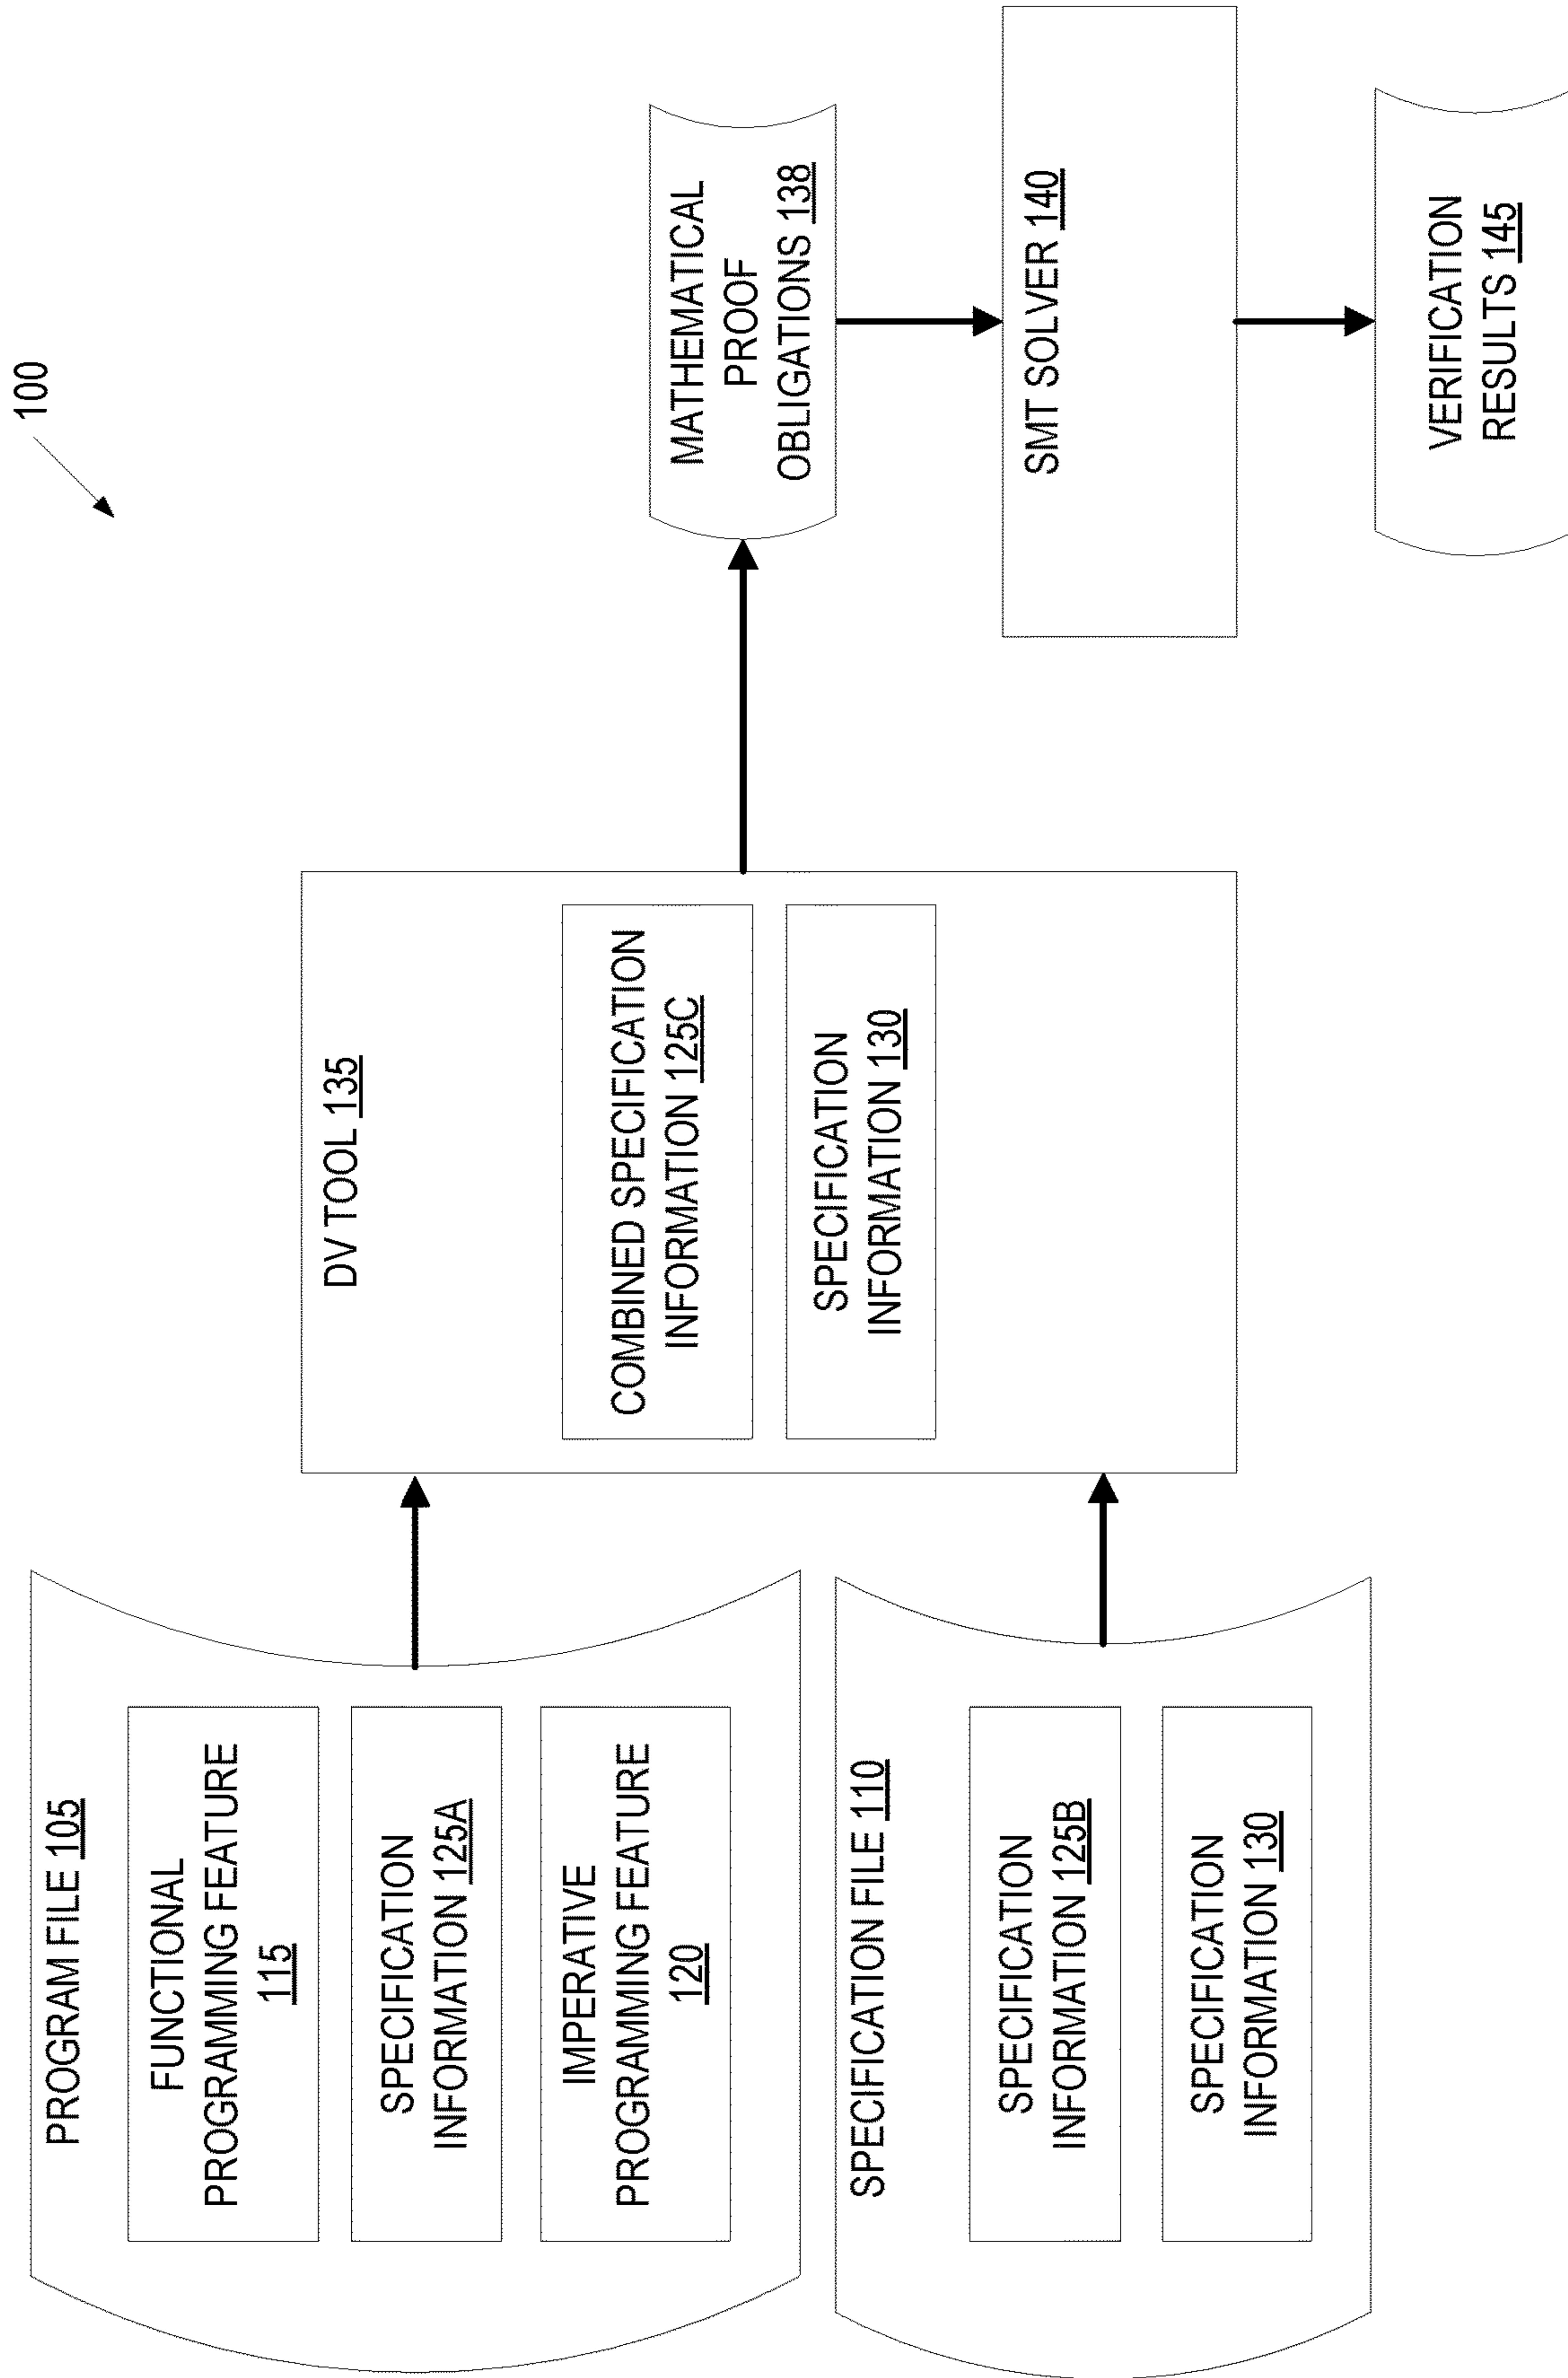 100
PROGRAM FILE 105
FUNCTIONAL
PROGRAMMING FEATURE
115
SPECIFICATION
INFORMATION 125A
IMPERATIVE
PROGRAMMING FEATURE
120
SPECIFICATION FILE 110
SPECIFICATION
INFORMATION 125B
SPECIFICATION
INFORMATION 130
DV TOOL 135
COMBINED SPECIFICATION
INFORMATION 125C
SPECIFICATION
INFORMATION 130
MATHEMATICAL
PROOF
OBLIGATIONS 138
SMT SOLVER 140
VERIFICATION
RESULTS 145